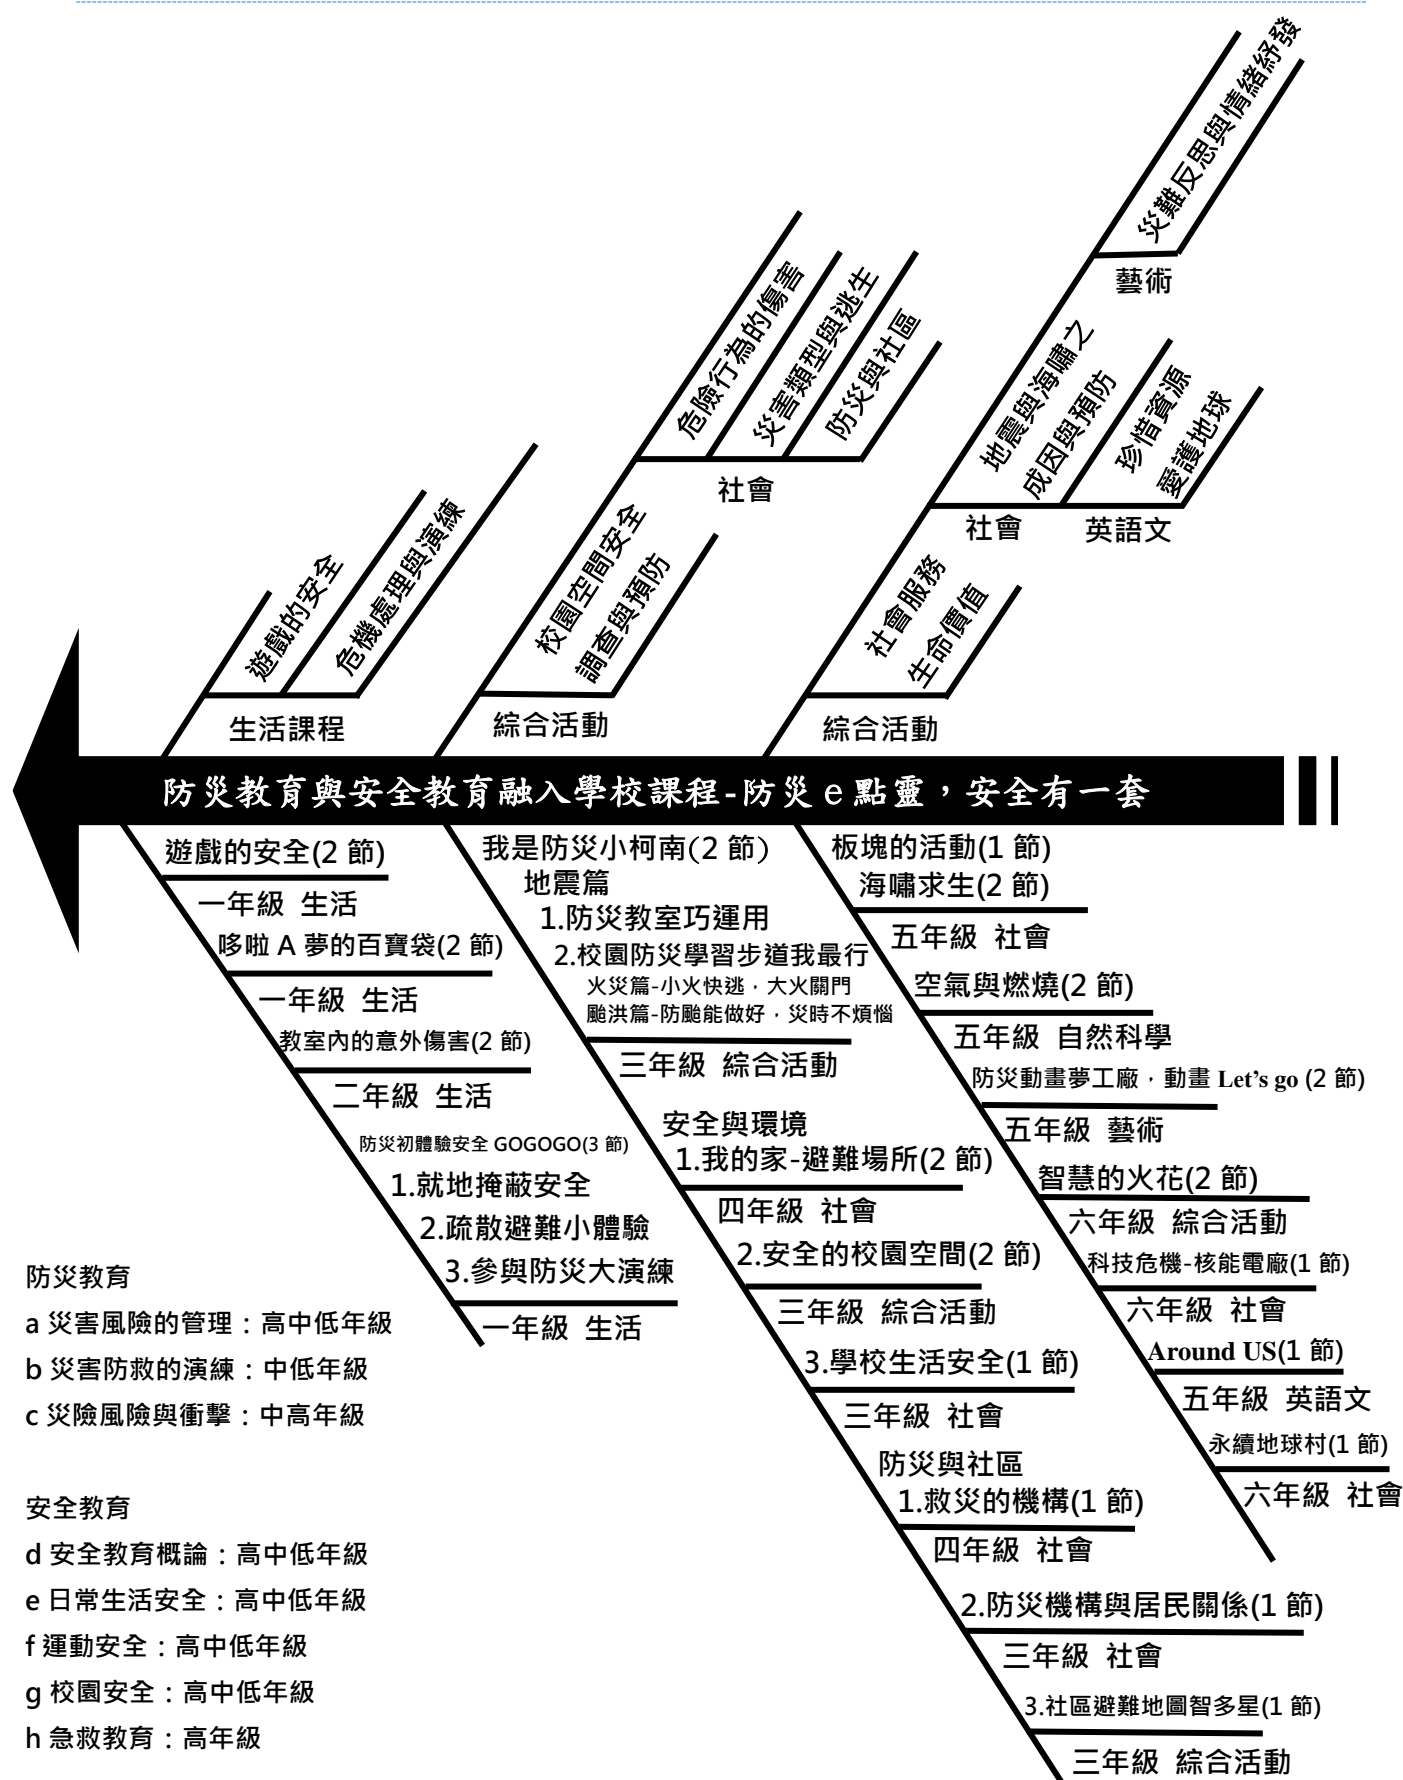 災難反思與情緒紓發
藝術
危險行為的傷害
災害類型與逃生
防災與社區
社會
地震與海嘯之
成因與預防
珍惜資源
愛護地球
社會
英語文
遊戲的安全
危機處理與演練
生活課程
校園空間安全
調查與預防
綜合活動
社會服務
生命價值
綜合活動
防災教育與安全教育融入學校課程-防災e點靈，安全有一套
遊戲的安全(2 節)
一年級 生活
哆啦 A 夢的百寶袋(2 節)
一年級 生活
教室內的意外傷害(2 節)
二年級 生活
防災初體驗安全 GOGOGO(3 節)
1.就地掩蔽安全
2.疏散避難小體驗
3.參與防災大演練
一年級 生活
我是防災小柯南(2 節)
地震篇
1.防災教室巧運用
2.校園防災學習步道我最行
火災篇-小火快逃，大火關門
颱洪篇-防颱能做好，災時不煩惱
三年級 綜合活動
安全與環境
1.我的家-避難場所(2 節)
四年級 社會
2.安全的校園空間(2 節)
三年級 綜合活動
3.學校生活安全(1 節)
三年級 社會
防災與社區
1.救災的機構(1 節)
四年級 社會
2.防災機構與居民關係(1 節)
三年級 社會
3.社區避難地圖智多星(1 節)
三年級 綜合活動
板塊的活動(1 節)
海嘯求生(2 節)
五年級 社會
空氣與燃燒(2 節)
五年級 自然科學
防災動畫夢工廠，動畫 Let's go (2 節)
五年級 藝術
智慧的火花(2 節)
六年級 綜合活動
科技危機-核能電廠(1 節)
六年級 社會
Around US(1 節)
五年級 英語文
永續地球村(1 節)
六年級 社會
防災教育
a 災害風險的管理：高中低年級
b 災害防救的演練：中低年級
c 災險風險與衝擊：中高年級
安全教育
d 安全教育概論：高中低年級
e 日常生活安全：高中低年級
f 運動安全：高中低年級
g 校園安全：高中低年級
h 急救教育：高年級